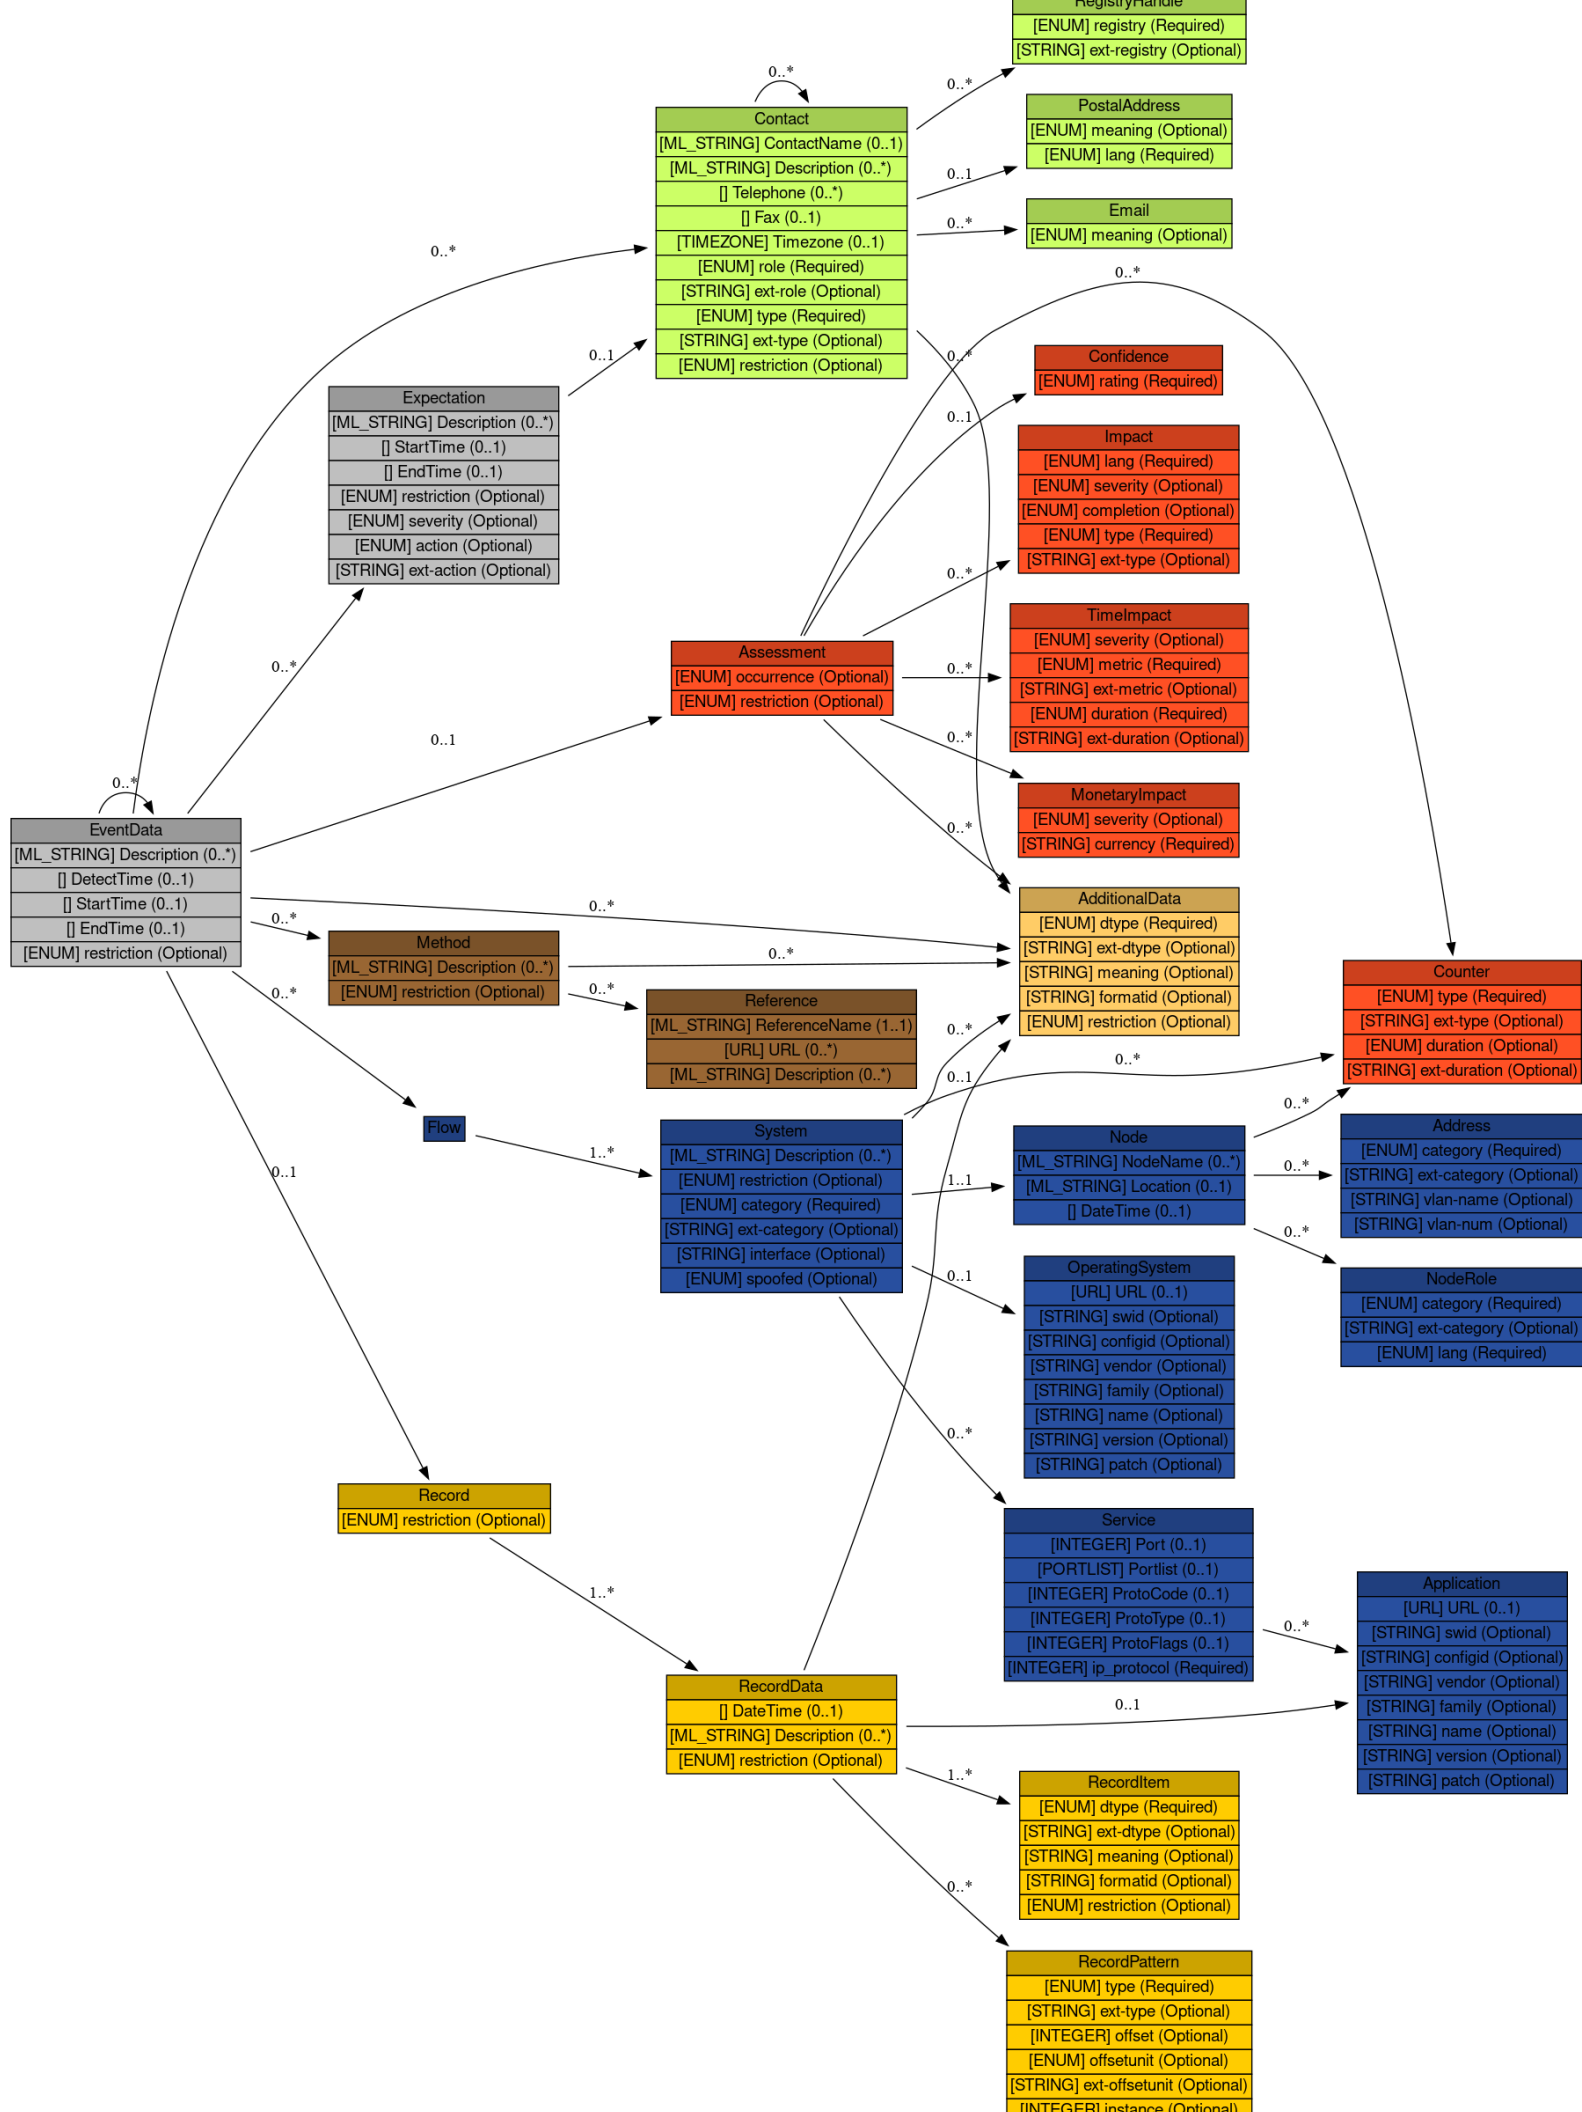 RegistryHandle
[ENUM] registry (Required)
[STRING] ext-registry (Optional)
0..*
0..*
Contact
[ML_STRING] ContactName (0..1)
[ML_STRING] Description (0..*)
[] Telephone (0..*)
[] Fax (0..1)
[TIMEZONE] Timezone (0..1)
[ENUM] role (Required)
[STRING] ext-role (Optional)
[ENUM] type (Required)
[STRING] ext-type (Optional)
[ENUM] restriction (Optional)
PostalAddress
[ENUM] meaning (Optional)
[ENUM] lang (Required)
0..1
Email
[ENUM] meaning (Optional)
0..*
0..*
0..*
0..*
0..1
0..1
Confidence
[ENUM] rating (Required)
Expectation
[ML_STRING] Description (0..*)
[] StartTime (0..1)
[] EndTime (0..1)
[ENUM] restriction (Optional)
[ENUM] severity (Optional)
[ENUM] action (Optional)
[STRING] ext-action (Optional)
Impact
[ENUM] lang (Required)
[ENUM] severity (Optional)
[ENUM] completion (Optional)
[ENUM] type (Required)
[STRING] ext-type (Optional)
0..*
TimeImpact
[ENUM] severity (Optional)
[ENUM] metric (Required)
[STRING] ext-metric (Optional)
[ENUM] duration (Required)
[STRING] ext-duration (Optional)
Assessment
[ENUM] occurrence (Optional)
[ENUM] restriction (Optional)
0..*
0..*
0..*
0..1
0..*
MonetaryImpact
[ENUM] severity (Optional)
[STRING] currency (Required)
0..*
EventData
[ML_STRING] Description (0..*)
[] DetectTime (0..1)
[] StartTime (0..1)
[] EndTime (0..1)
[ENUM] restriction (Optional)
0..*
0..*
AdditionalData
[ENUM] dtype (Required)
[STRING] ext-dtype (Optional)
[STRING] meaning (Optional)
[STRING] formatid (Optional)
[ENUM] restriction (Optional)
Method
[ML_STRING] Description (0..*)
[ENUM] restriction (Optional)
0..*
0..*
0..*
Reference
[ML_STRING] ReferenceName (1..1)
[URL] URL (0..*)
[ML_STRING] Description (0..*)
0..*
0..1
0..*
Counter
[ENUM] type (Required)
[STRING] ext-type (Optional)
[ENUM] duration (Optional)
[STRING] ext-duration (Optional)
0..*
Flow
1..*
System
[ML_STRING] Description (0..*)
[ENUM] restriction (Optional)
[ENUM] category (Required)
[STRING] ext-category (Optional)
[STRING] interface (Optional)
[ENUM] spoofed (Optional)
1..1
Node
[ML_STRING] NodeName (0..*)
[ML_STRING] Location (0..1)
[] DateTime (0..1)
0..*
0..*
Address
[ENUM] category (Required)
[STRING] ext-category (Optional)
[STRING] vlan-name (Optional)
[STRING] vlan-num (Optional)
0..1
0..1
OperatingSystem
[URL] URL (0..1)
[STRING] swid (Optional)
[STRING] configid (Optional)
[STRING] vendor (Optional)
[STRING] family (Optional)
[STRING] name (Optional)
[STRING] version (Optional)
[STRING] patch (Optional)
NodeRole
[ENUM] category (Required)
[STRING] ext-category (Optional)
[ENUM] lang (Required)
0..*
Record
[ENUM] restriction (Optional)
1..*
Service
[INTEGER] Port (0..1)
[PORTLIST] Portlist (0..1)
[INTEGER] ProtoCode (0..1)
[INTEGER] ProtoType (0..1)
[INTEGER] ProtoFlags (0..1)
[INTEGER] ip_protocol (Required)
0..*
Application
[URL] URL (0..1)
[STRING] swid (Optional)
[STRING] configid (Optional)
[STRING] vendor (Optional)
[STRING] family (Optional)
[STRING] name (Optional)
[STRING] version (Optional)
[STRING] patch (Optional)
RecordData
[] DateTime (0..1)
[ML_STRING] Description (0..*)
[ENUM] restriction (Optional)
0..1
1..*
RecordItem
[ENUM] dtype (Required)
[STRING] ext-dtype (Optional)
[STRING] meaning (Optional)
[STRING] formatid (Optional)
[ENUM] restriction (Optional)
0..*
RecordPattern
[ENUM] type (Required)
[STRING] ext-type (Optional)
[INTEGER] offset (Optional)
[ENUM] offsetunit (Optional)
[STRING] ext-offsetunit (Optional)
[INTEGER] instance (Optional)